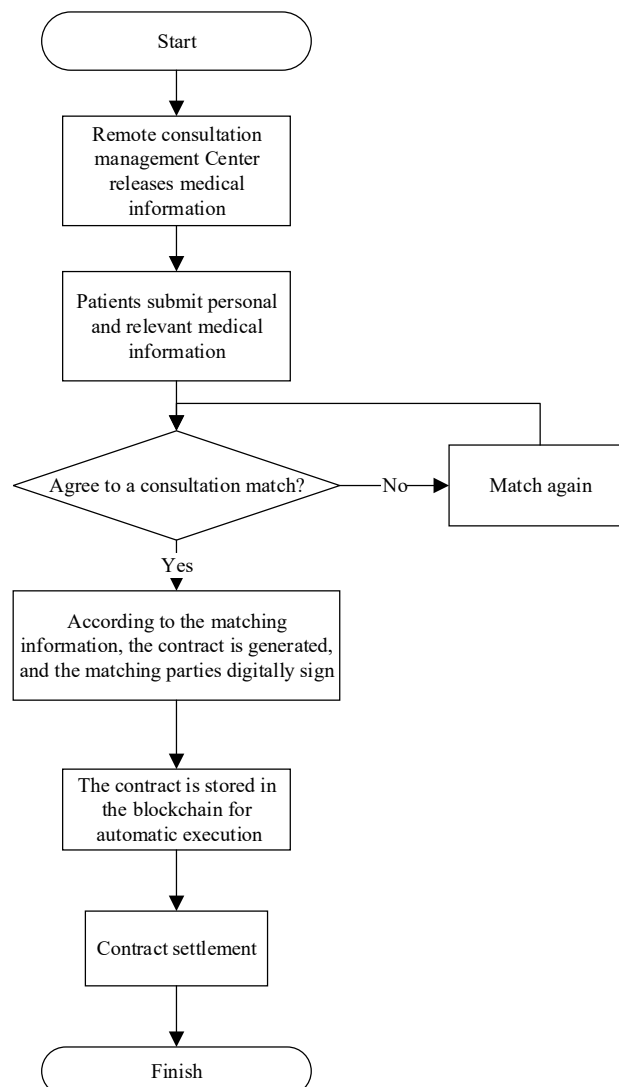 Start
Remote consultation
management Center
releases medical
information
Patients submit personal
and relevant medical
information
Agree to a consultation match?
No
Match again
Yes
According to the matching
information, the contract is generated,
and the matching parties digitally sign
The contract is stored in
the blockchain for
automatic execution
Contract settlement
Finish